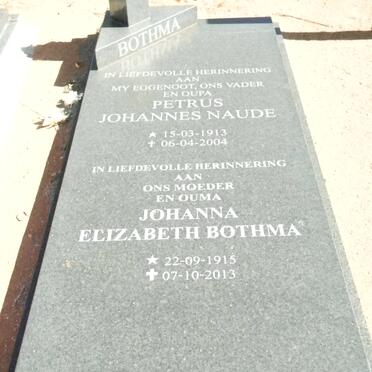 BOTHMA
IN LIEFDEVOLLE HERINNERING
AAN
MY EGGENOOT, ONS VADER
EN OUPA
PETRUS
JOHANNES NAUDE
★ 15-03-1913
✝ 06-04-2004
IN LIEFDEVOLLE HERINNERING
AAN
ONS MOEDER
EN OUMA
JOHANNA
ELIZABETH BOTHMA
★ 22-09-1915
✝ 07-10-2013